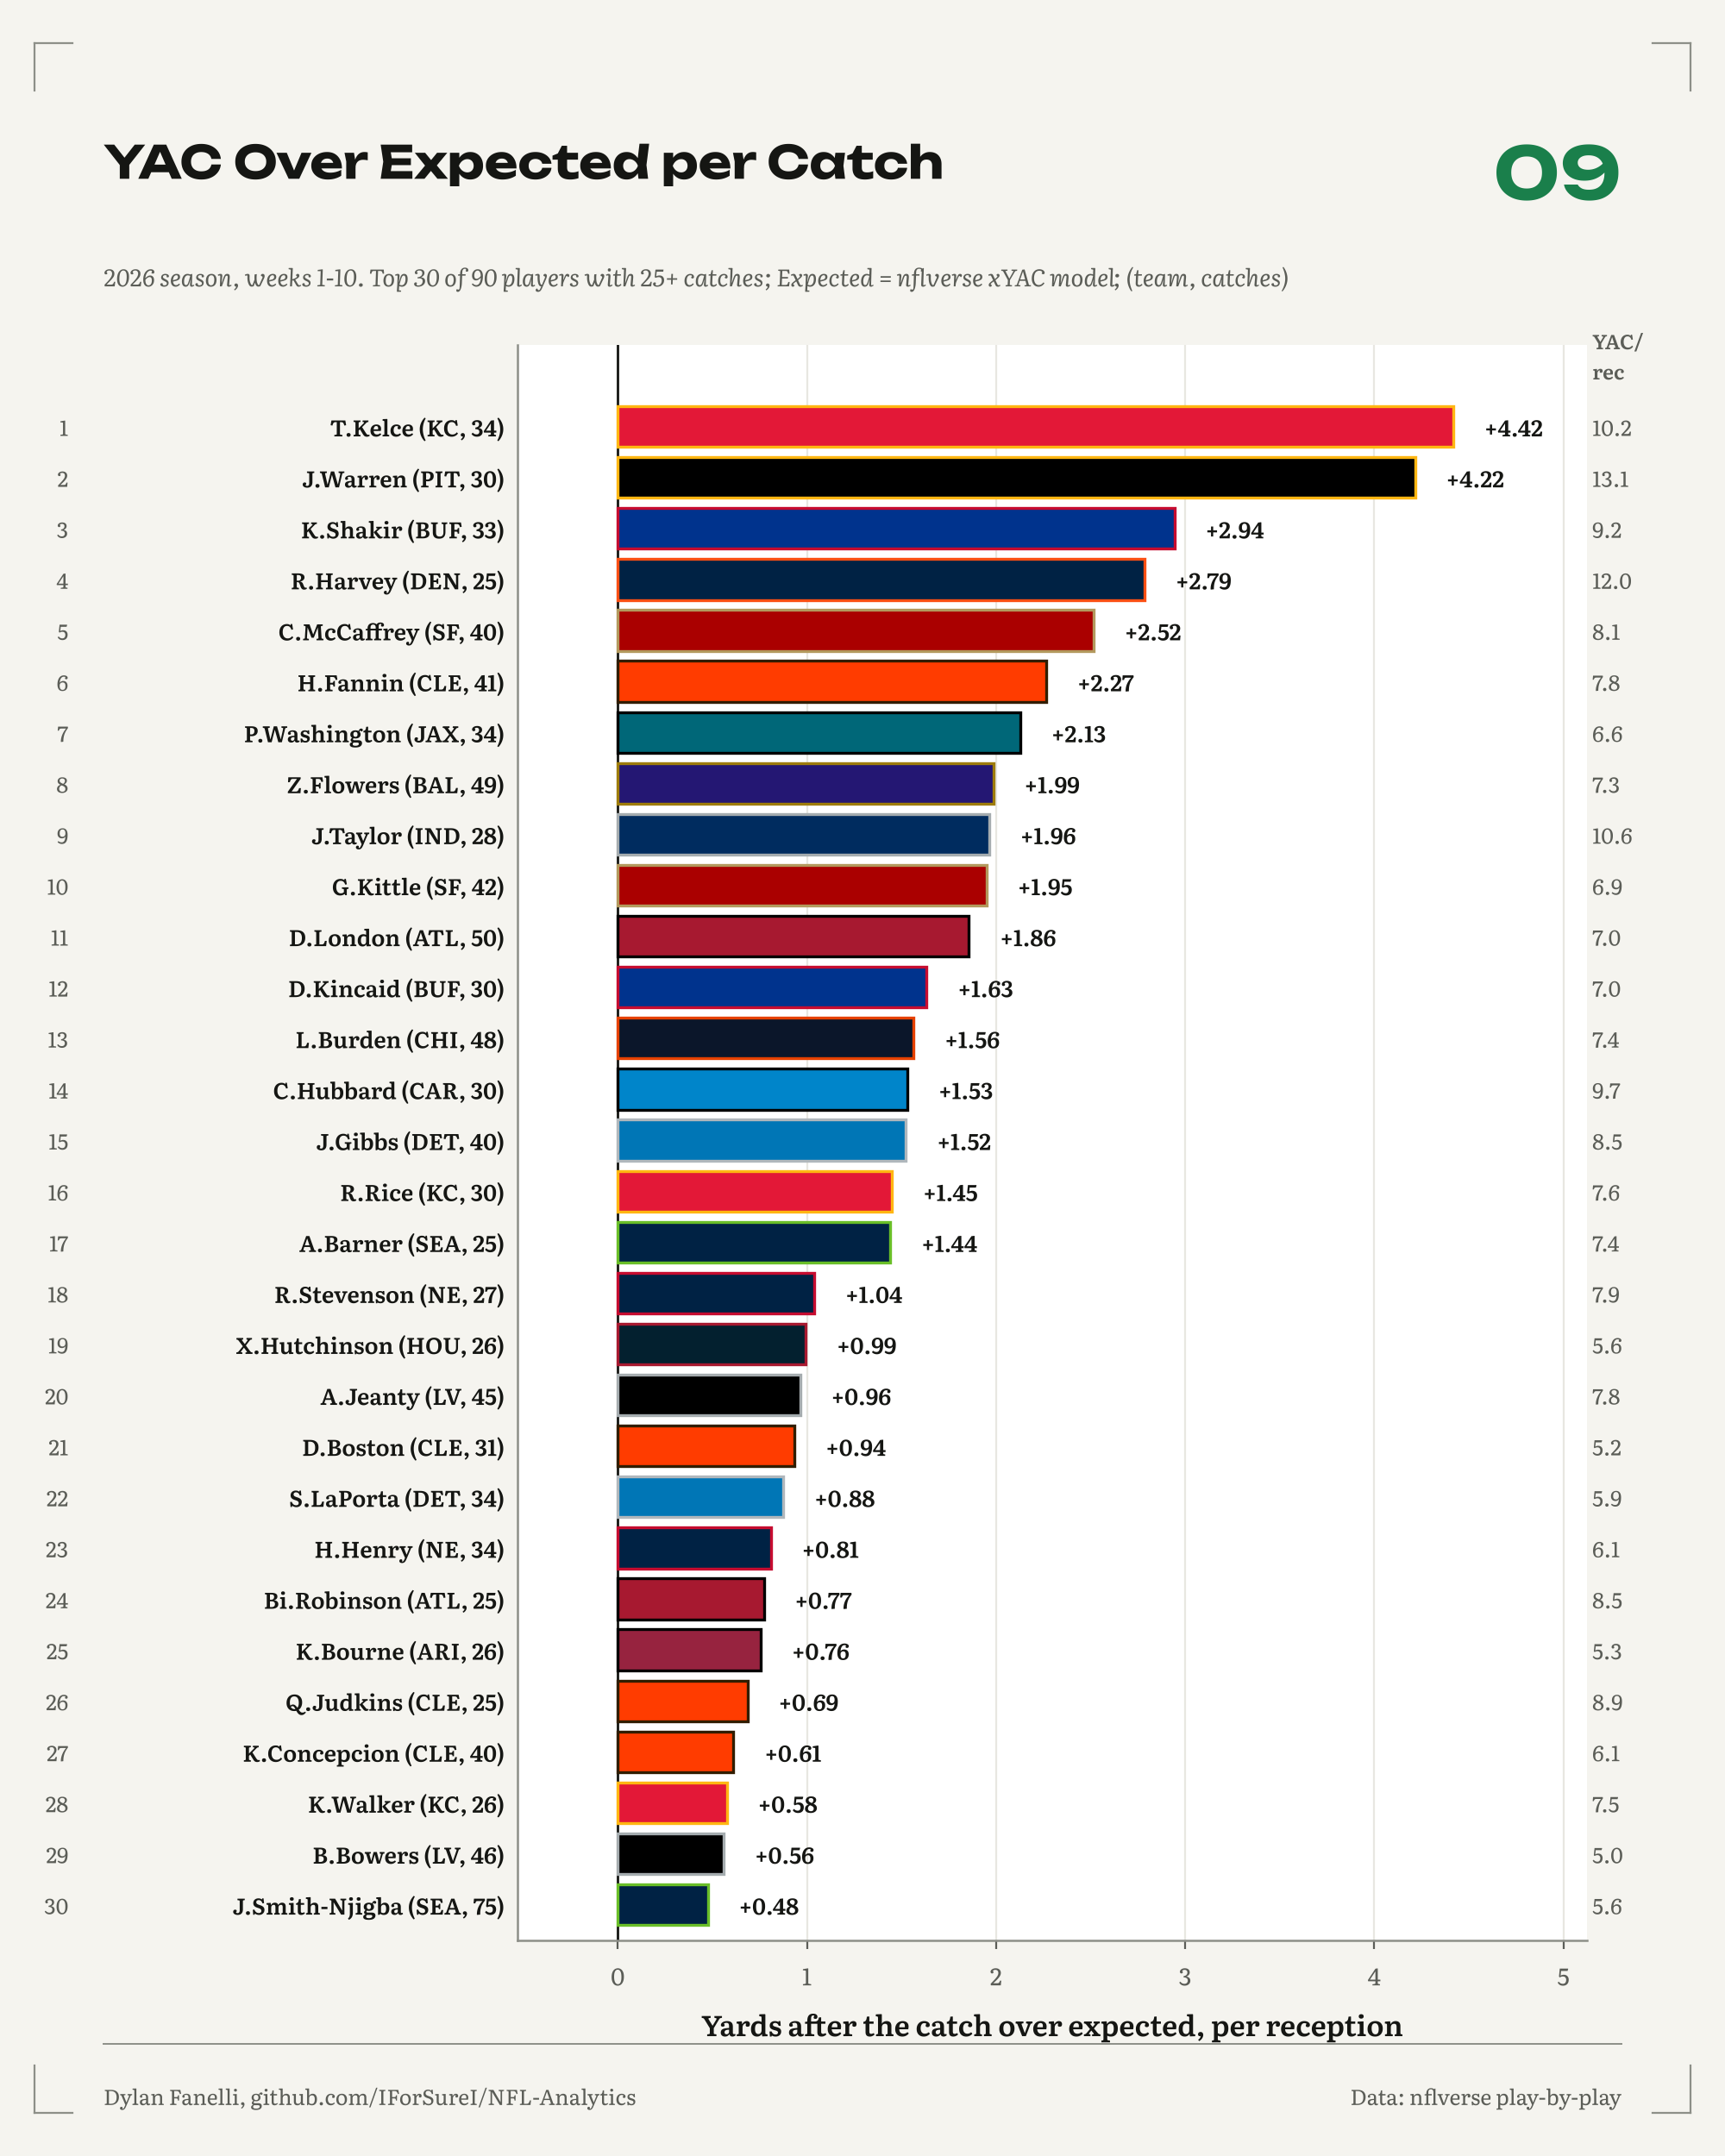 YAC Over Expected per Catch
09
2026 season, weeks 1-10. Top 30 of 90 players with 25+ catches; Expected = nflverse xYAC model; (team, catches)
YAC/
rec
1 T.Kelce (KC, 34) +4.42 10.2
2 J.Warren (PIT, 30) +4.22 13.1
3 K.Shakir (BUF, 33) +2.94 9.2
4 R.Harvey (DEN, 25) +2.79 12.0
5 C.McCaffrey (SF, 40) +2.52 8.1
6 H.Fannin (CLE, 41) +2.27 7.8
7 P.Washington (JAX, 34) +2.13 6.6
8 Z.Flowers (BAL, 49) +1.99 7.3
9 J.Taylor (IND, 28) +1.96 10.6
10 G.Kittle (SF, 42) +1.95 6.9
11 D.London (ATL, 50) +1.86 7.0
12 D.Kincaid (BUF, 30) +1.63 7.0
13 L.Burden (CHI, 48) +1.56 7.4
14 C.Hubbard (CAR, 30) +1.53 9.7
15 J.Gibbs (DET, 40) +1.52 8.5
16 R.Rice (KC, 30) +1.45 7.6
17 A.Barner (SEA, 25) +1.44 7.4
18 R.Stevenson (NE, 27) +1.04 7.9
19 X.Hutchinson (HOU, 26) +0.99 5.6
20 A.Jeanty (LV, 45) +0.96 7.8
21 D.Boston (CLE, 31) +0.94 5.2
22 S.LaPorta (DET, 34) +0.88 5.9
23 H.Henry (NE, 34) +0.81 6.1
24 Bi.Robinson (ATL, 25) +0.77 8.5
25 K.Bourne (ARI, 26) +0.76 5.3
26 Q.Judkins (CLE, 25) +0.69 8.9
27 K.Concepcion (CLE, 40) +0.61 6.1
28 K.Walker (KC, 26) +0.58 7.5
29 B.Bowers (LV, 46) +0.56 5.0
30 J.Smith-Njigba (SEA, 75) +0.48 5.6
0 1 2 3 4 5
Yards after the catch over expected, per reception
Dylan Fanelli, github.com/IForSureI/NFL-Analytics
Data: nflverse play-by-play